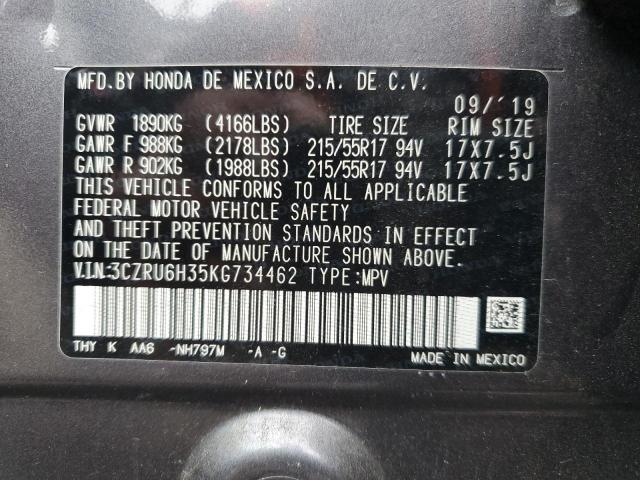 MFD. BY HONDA DE MEXICO S.A. DE C.V.
09/'19
GVWR 1890KG (4166LBS) TIRE SIZE RIM SIZE
GAWR F 988KG (2178LBS) 215/55R17 94V 17X7.5J
GAWR R 902KG (1988LBS) 215/55R17 94V 17X7.5J
THIS VEHICLE CONFORMS TO ALL APPLICABLE
FEDERAL MOTOR VEHICLE SAFETY
AND THEFT PREVENTION STANDARDS IN EFFECT
ON THE DATE OF MANUFACTURE SHOWN ABOVE.
V.I.N.:3CZRU6H35KG734462 TYPE:MPV
THY K AA6 -NH797M -A -G
MADE IN MEXICO